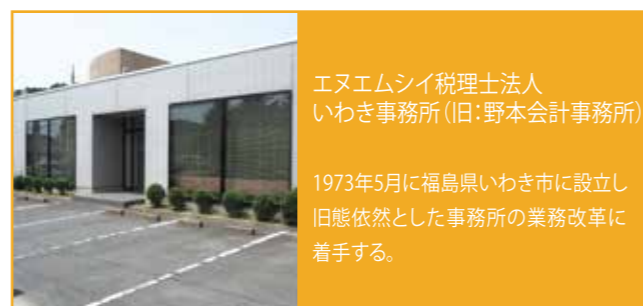 エヌエムシイ税理士法人
いわき事務所（旧：野本会計事務所）
1973年5月に福島県いわき市に設立し
旧態依然とした事務所の業務改革に
着手する。